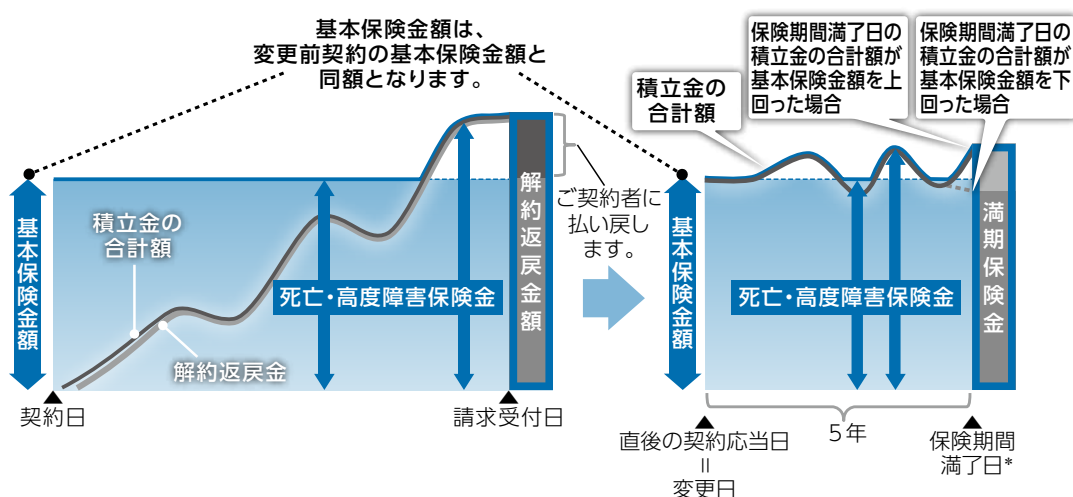 基本保険金額は、
変更前契約の基本保険金額と
同額となります。
基本保険金額
積立金の
合計額
解約返戻金
死亡・高度障害保険金
解約返戻金額
ご契約者に
払い戻し
ます。
▲
契約日
▲
請求受付日
積立金の
合計額
保険期間満了日の
積立金の合計額が
基本保険金額を上
回った場合
保険期間満了日の
積立金の合計額が
基本保険金額を下
回った場合
基本保険金額
死亡・高度障害保険金
満期保険金
5年
▲
直後の契約応当日
=
変更日
▲
保険期間
満了日*